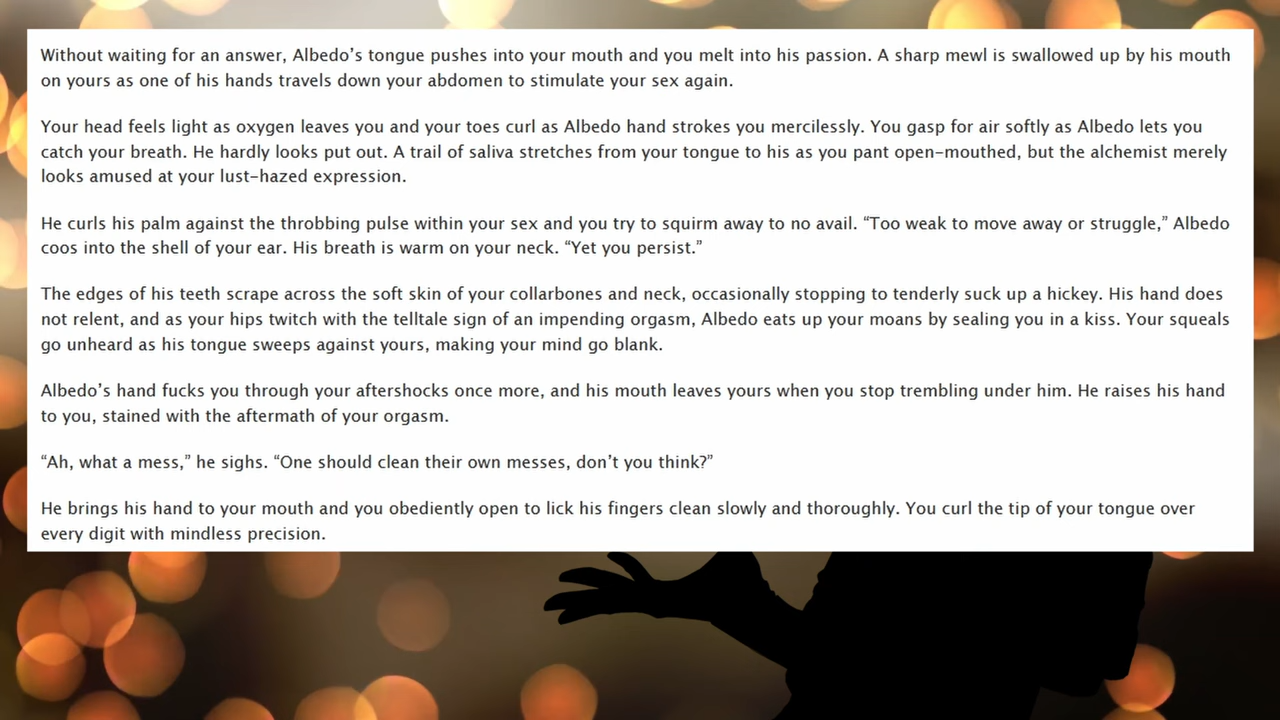 Without waiting for an answer, Albedo’s tongue pushes into your mouth and you melt into his passion. A sharp mewl is swallowed up by his mouth
on yours as one of his hands travels down your abdomen to stimulate your sex again.
Your head feels light as oxygen leaves you and your toes curl as Albedo hand strokes you mercilessly. You gasp for air softly as Albedo lets you
catch your breath. He hardly looks put out. A trail of saliva stretches from your tongue to his as you pant open-mouthed, but the alchemist merely
looks amused at your lust-hazed expression.
He curls his palm against the throbbing pulse within your sex and you try to squirm away to no avail. “Too weak to move away or struggle,” Albedo
coos into the shell of your ear. His breath is warm on your neck. “Yet you persist.”
The edges of his teeth scrape across the soft skin of your collarbones and neck, occasionally stopping to tenderly suck up a hickey. His hand does
not relent, and as your hips twitch with the telltale sign of an impending orgasm, Albedo eats up your moans by sealing you in a kiss. Your squeals
go unheard as his tongue sweeps against yours, making your mind go blank.
Albedo’s hand fucks you through your aftershocks once more, and his mouth leaves yours when you stop trembling under him. He raises his hand
to you, stained with the aftermath of your orgasm.
“Ah, what a mess,” he sighs. “One should clean their own messes, don’t you think?”
He brings his hand to your mouth and you obediently open to lick his fingers clean slowly and thoroughly. You curl the tip of your tongue over
every digit with mindless precision.